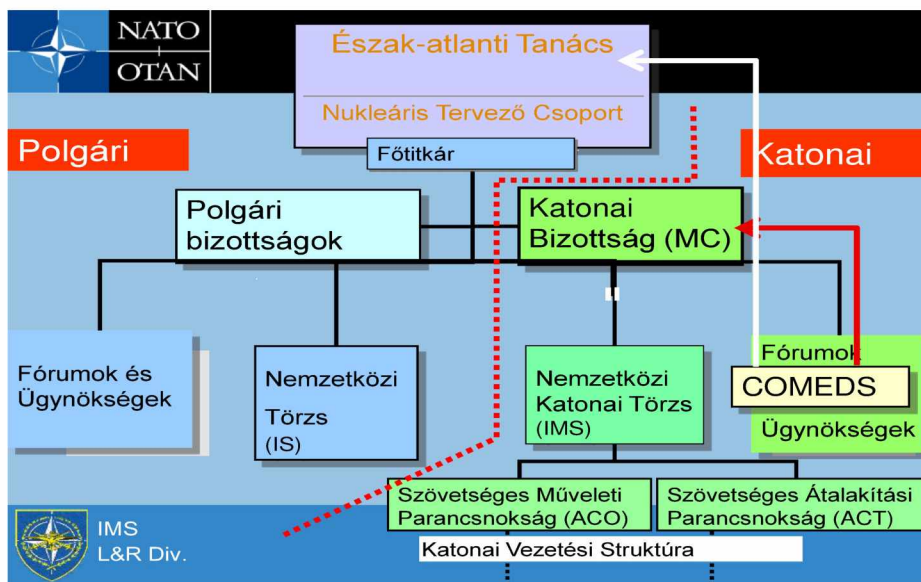 NATO
OTAN
Észak-atlanti Tanács
Nukleáris Tervező Csoport
Főtitkár
Polgári
Katonai
Polgári
bizottságok
Katonai
Bizottság (MC)
Fórumok és
Ügynökségek
Nemzetközi
Törzs
(IS)
Nemzetközi
Katonai Törzs
(IMS)
Fórumok
COMEDS
Ügynökségek
Szövetséges Műveleti
Parancsnokság (ACO)
Szövetséges Átalakítási
Parancsnokság (ACT)
Katonai Vezetési Struktúra
IMS
L&R Div.